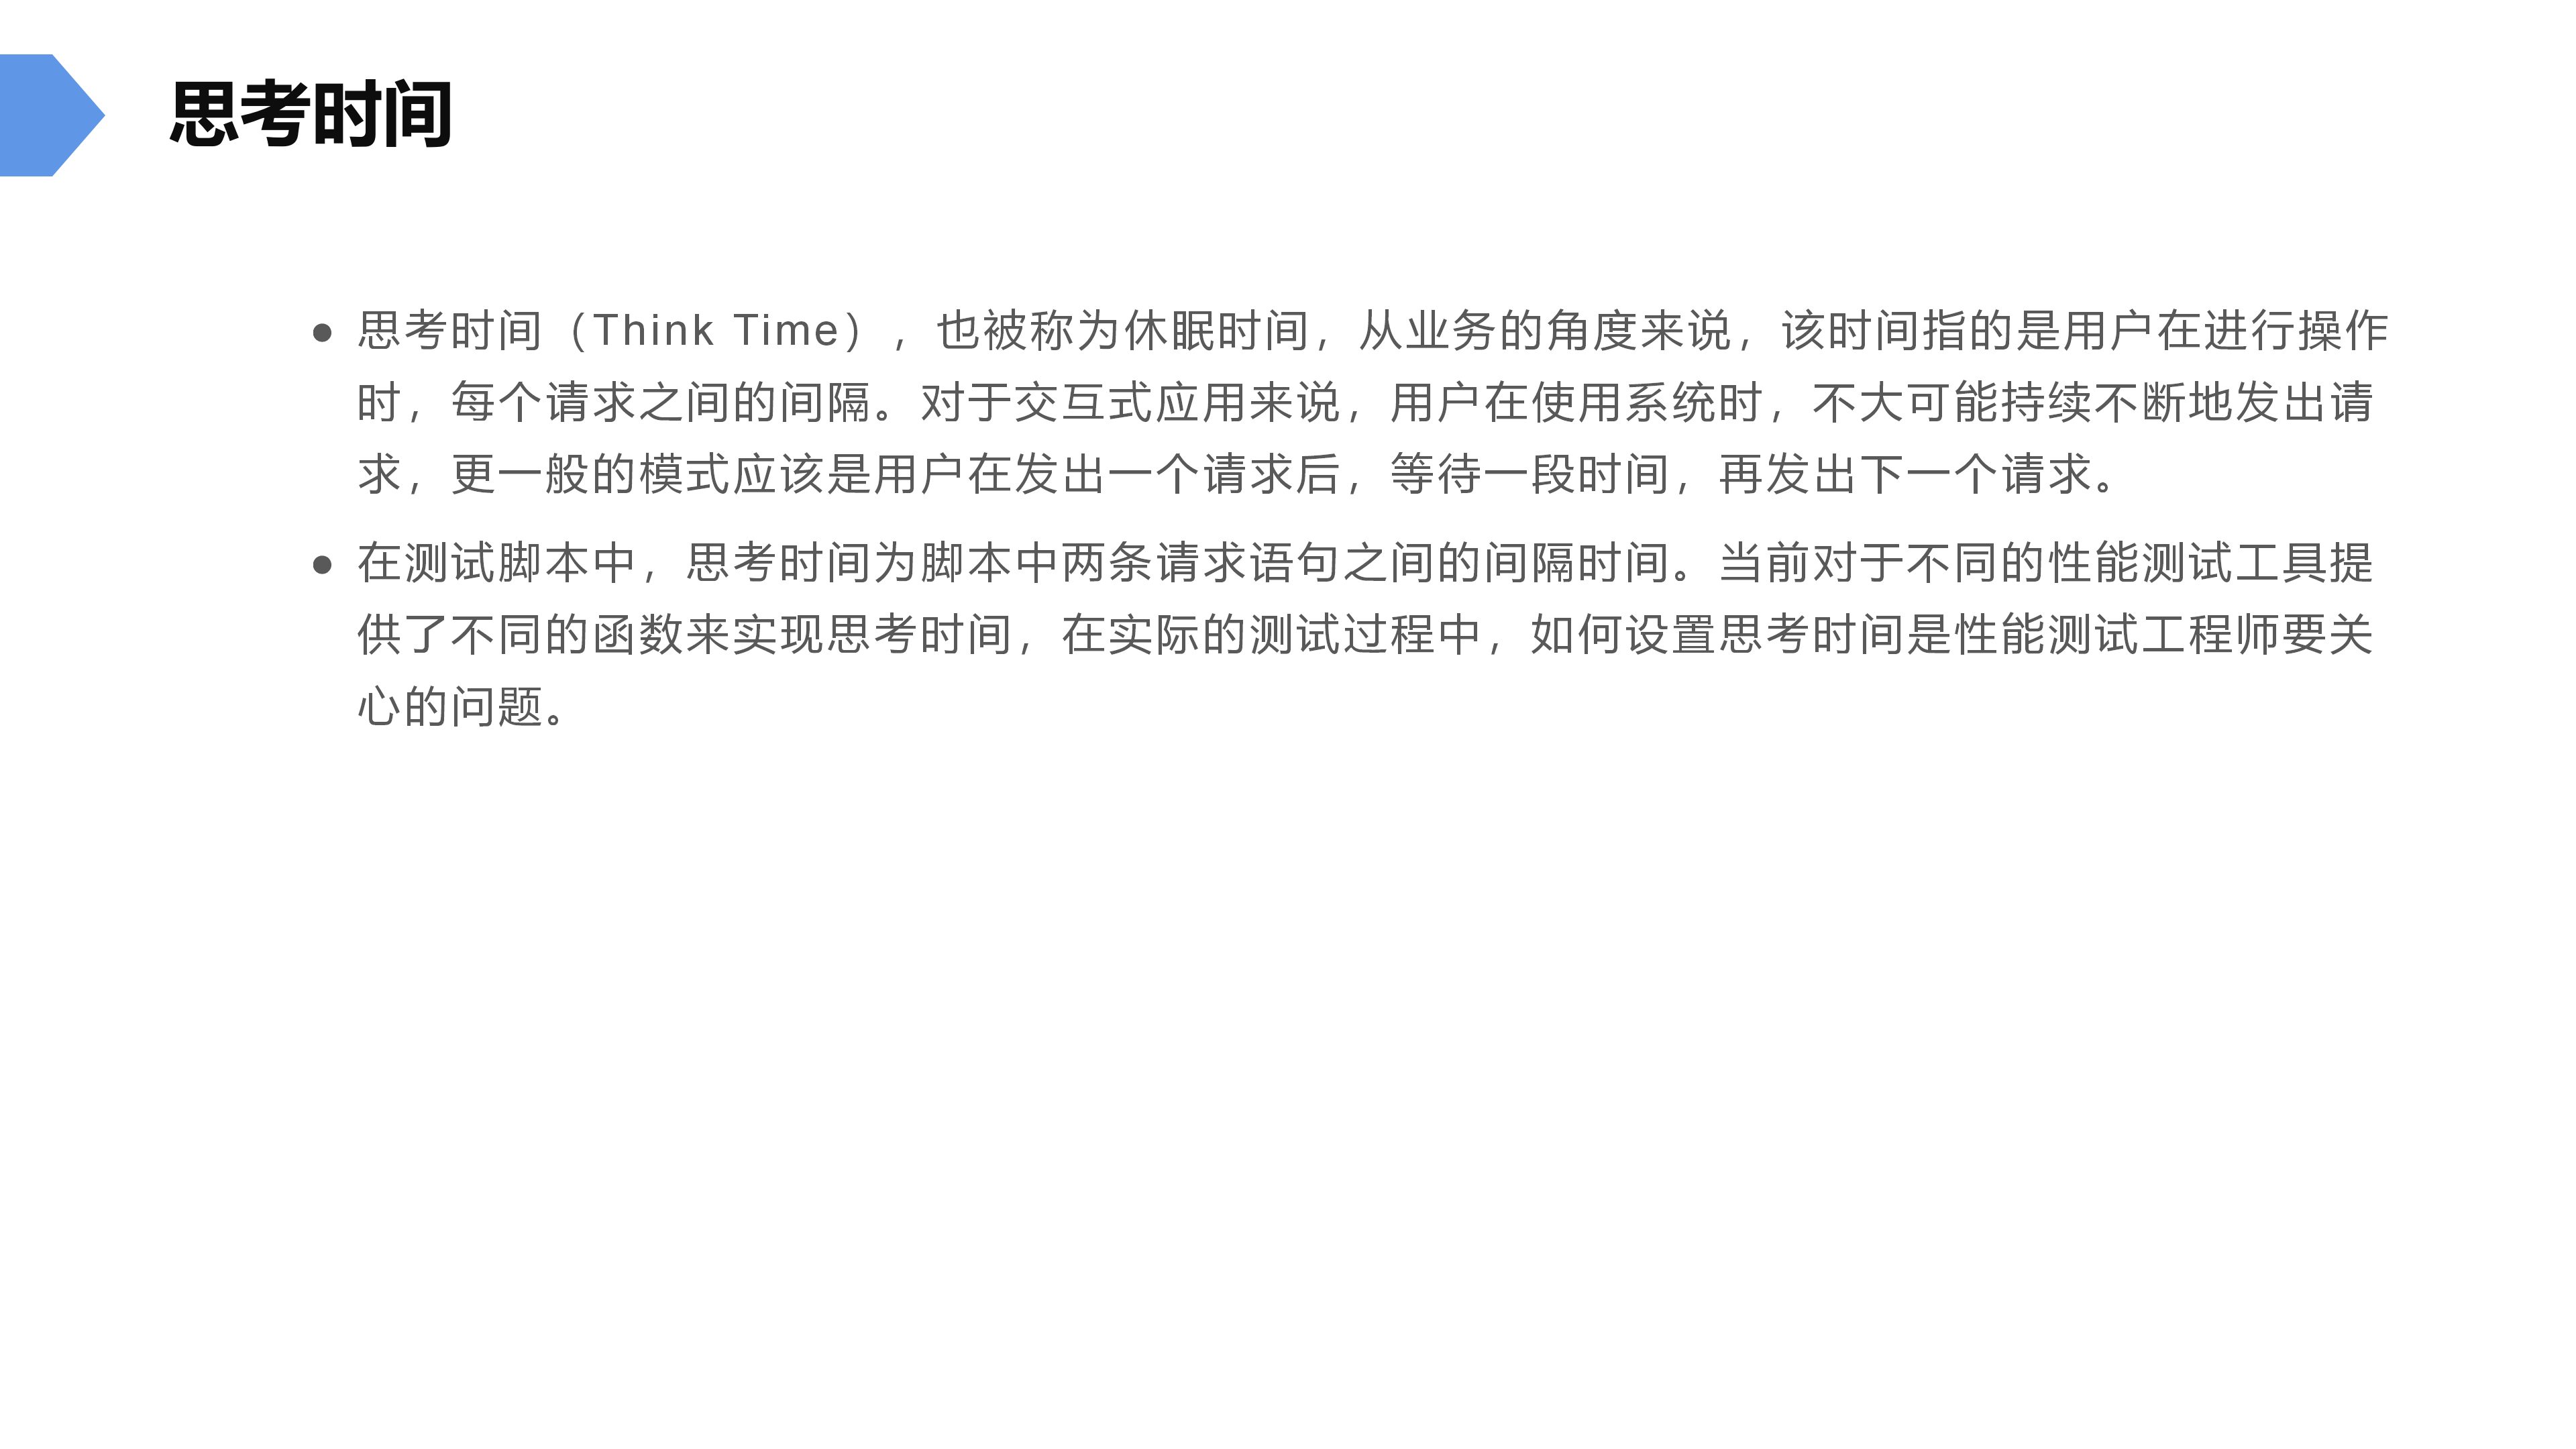 思考时间
• 思考时间（Think Time），也被称为休眠时间，从业务的角度来说，该时间指的是用户在进行操作
时，每个请求之间的间隔。对于交互式应用来说，用户在使用系统时，不大可能持续不断地发出请
求，更一般的模式应该是用户在发出一个请求后，等待一段时间，再发出下一个请求。
• 在测试脚本中，思考时间为脚本中两条请求语句之间的间隔时间。当前对于不同的性能测试工具提
供了不同的函数来实现思考时间，在实际的测试过程中，如何设置思考时间是性能测试工程师要关
心的问题。